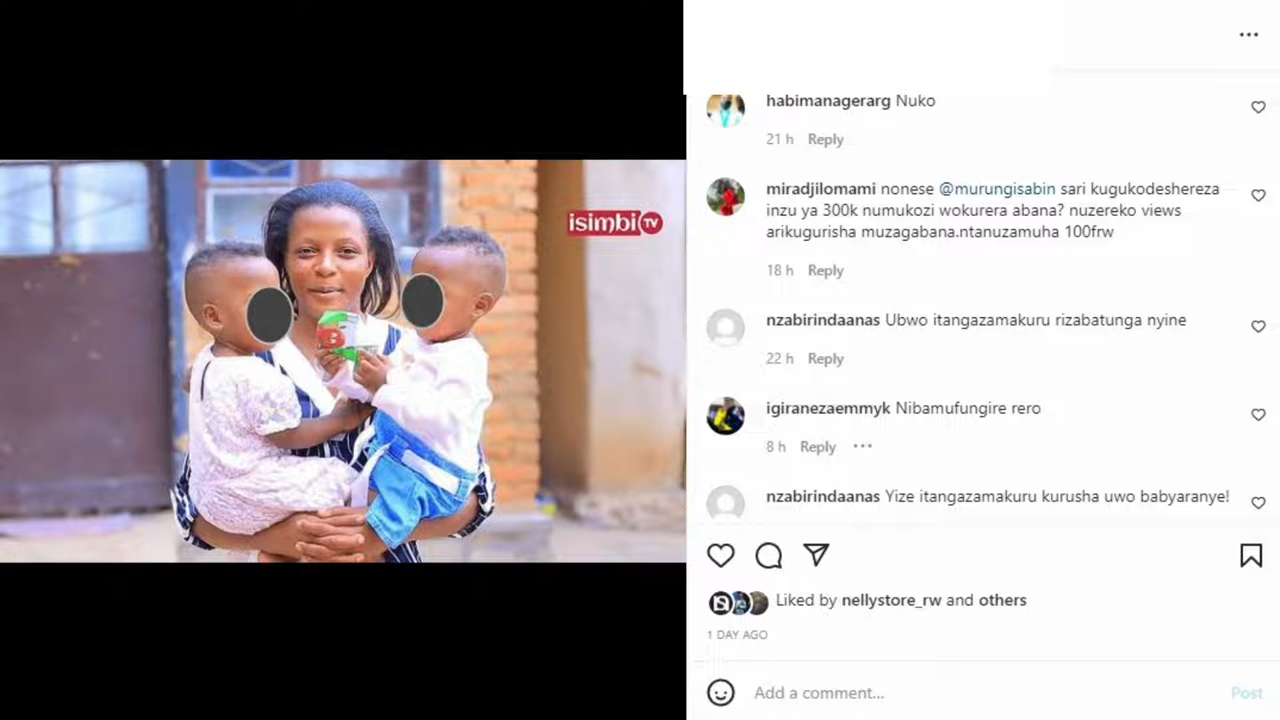 isimbi TV
B
habimanagerarg Nuko
21 h Reply
miradjilomami nonese @murungisabin sari kugukodeshereza
inzu ya 300k numukozi wokurera abana? nuzereko views
arikugurisha muzagabana.ntanuzamuha 100frw
18 h Reply
nzabirindaanas Ubwo itangazamakuru rizabatunga nyine
22 h Reply
igiranezaemmyk Nibamufungire rero
8 h Reply
nzabirindaanas Yize itangazamakuru kurusha uwo babyaranye!
Liked by nellystore_rw and others
1 DAY AGO
Add a comment...
Post